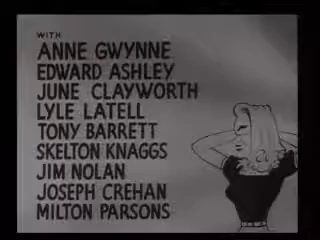 WITH
ANNE GWYNNE
EDWARD ASHLEY
JUNE CLAYWORTH
LYLE LATELL
TONY BARRETT
SKELTON KNAGGS
JIM NOLAN
JOSEPH CREHAN
MILTON PARSONS